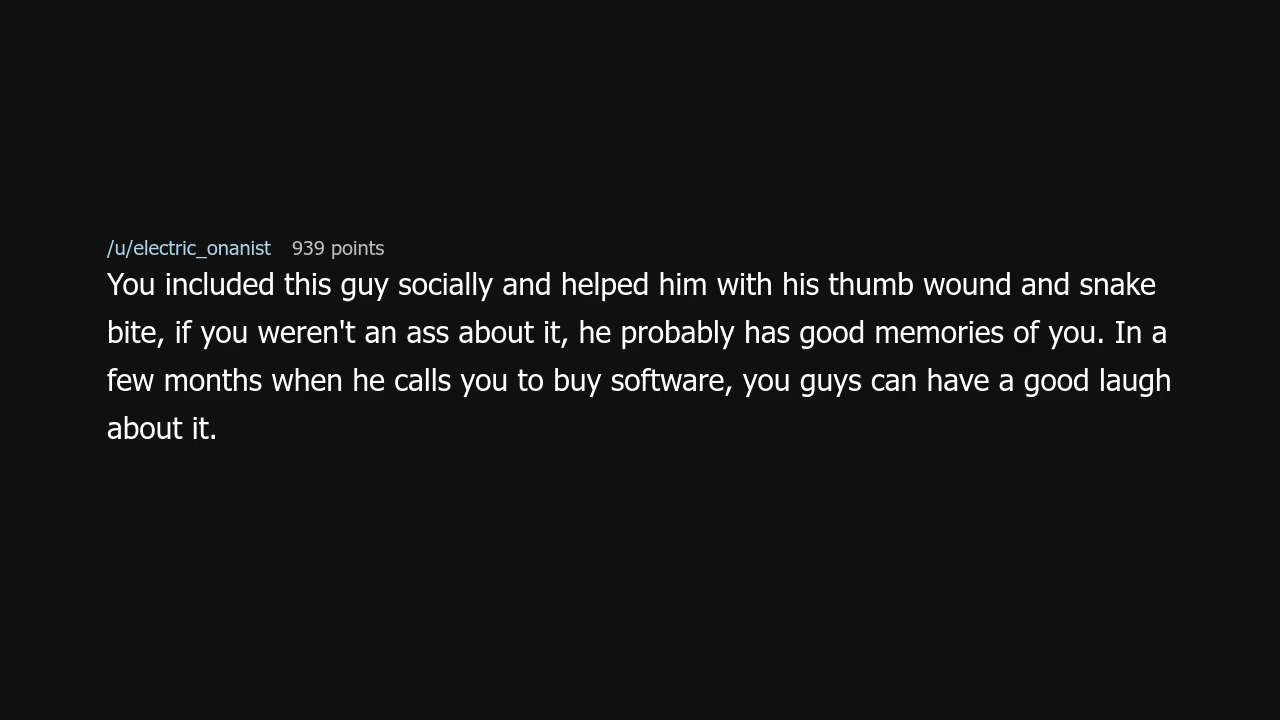 /u/electric_onanist 939 points
You included this guy socially and helped him with his thumb wound and snake
bite, if you weren't an ass about it, he probably has good memories of you. In a
few months when he calls you to buy software, you guys can have a good laugh
about it.